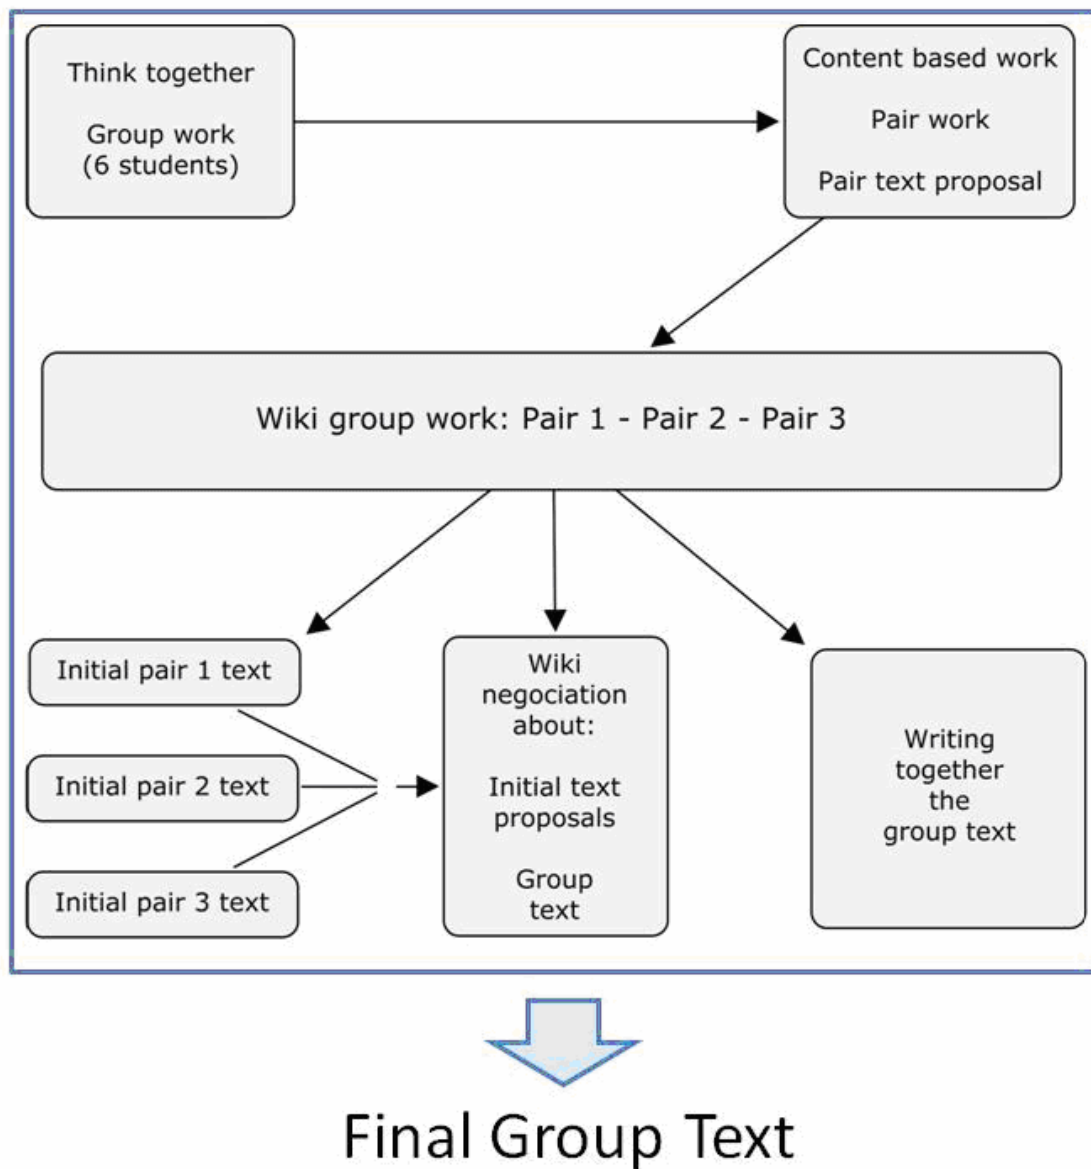 Think together
Group work
(6 students)
Content based work
Pair work
Pair text proposal
Wiki group work: Pair 1 - Pair 2 - Pair 3
Initial pair 1 text
Initial pair 2 text
Initial pair 3 text
Wiki
negociation
about:
Initial text
proposals
Group
text
Writing
together
the
group text
Final Group Text